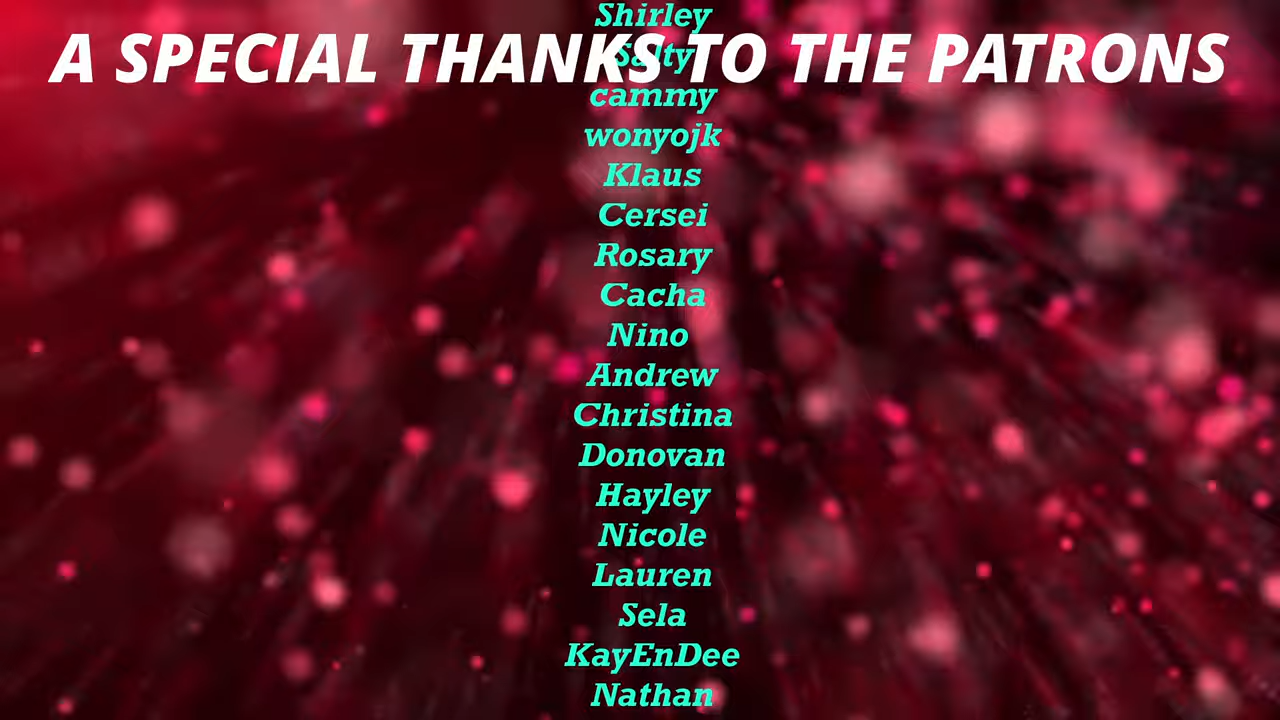 Shirley
A SPECIAL THANKS TO THE PATRONS
Salty
cammy
wonyojk
Klaus
Cersei
Rosary
Cacha
Nino
Andrew
Christina
Donovan
Hayley
Nicole
Lauren
Sela
KayEnDee
Nathan